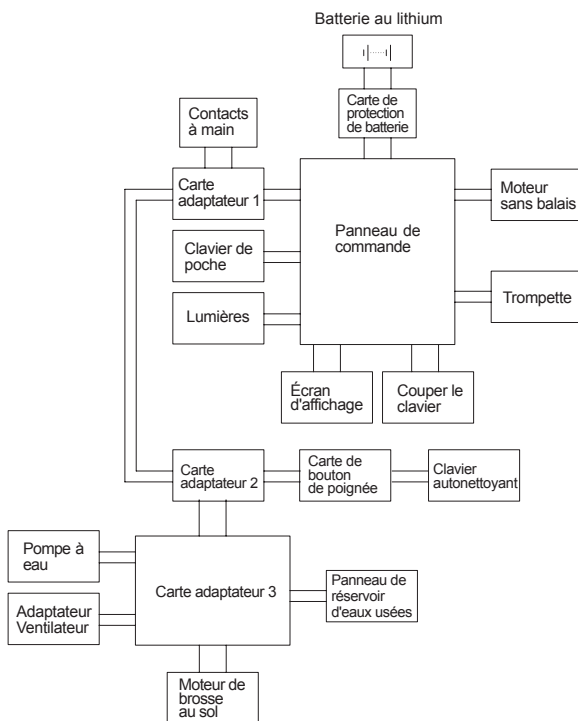 Batterie au lithium
Carte de
protection
de batterie
Contacts
à main
Carte
adaptateur 1
Panneau de
commande
Moteur
sans balais
Clavier de
poche
Lumières
Trompette
Écran
d'affichage
Couper le
clavier
Carte
adaptateur 2
Carte de
bouton
de poignée
Clavier
autonettoyant
Pompe à
eau
Carte adaptateur 3
Panneau de
réservoir
d'eaux usées
Adaptateur
Ventilateur
Moteur de
brosse
au sol